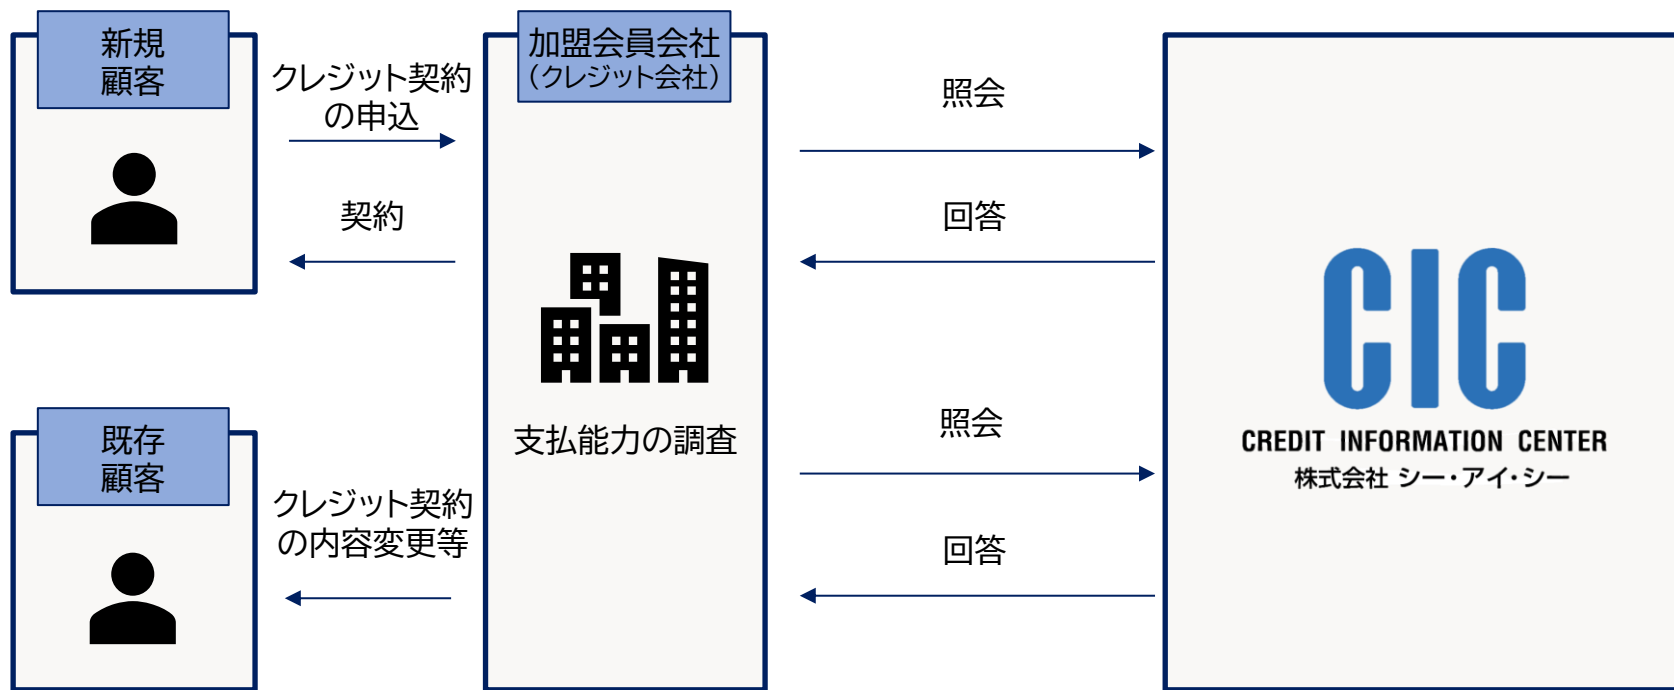 新規
顧客
クレジット契約
の申込
契約
加盟会員会社
（クレジット会社）
支払能力の調査
照会
回答
既存
顧客
クレジット契約
の内容変更等
照会
回答
CIC
CREDIT INFORMATION CENTER
株式会社 シー・アイ・シー